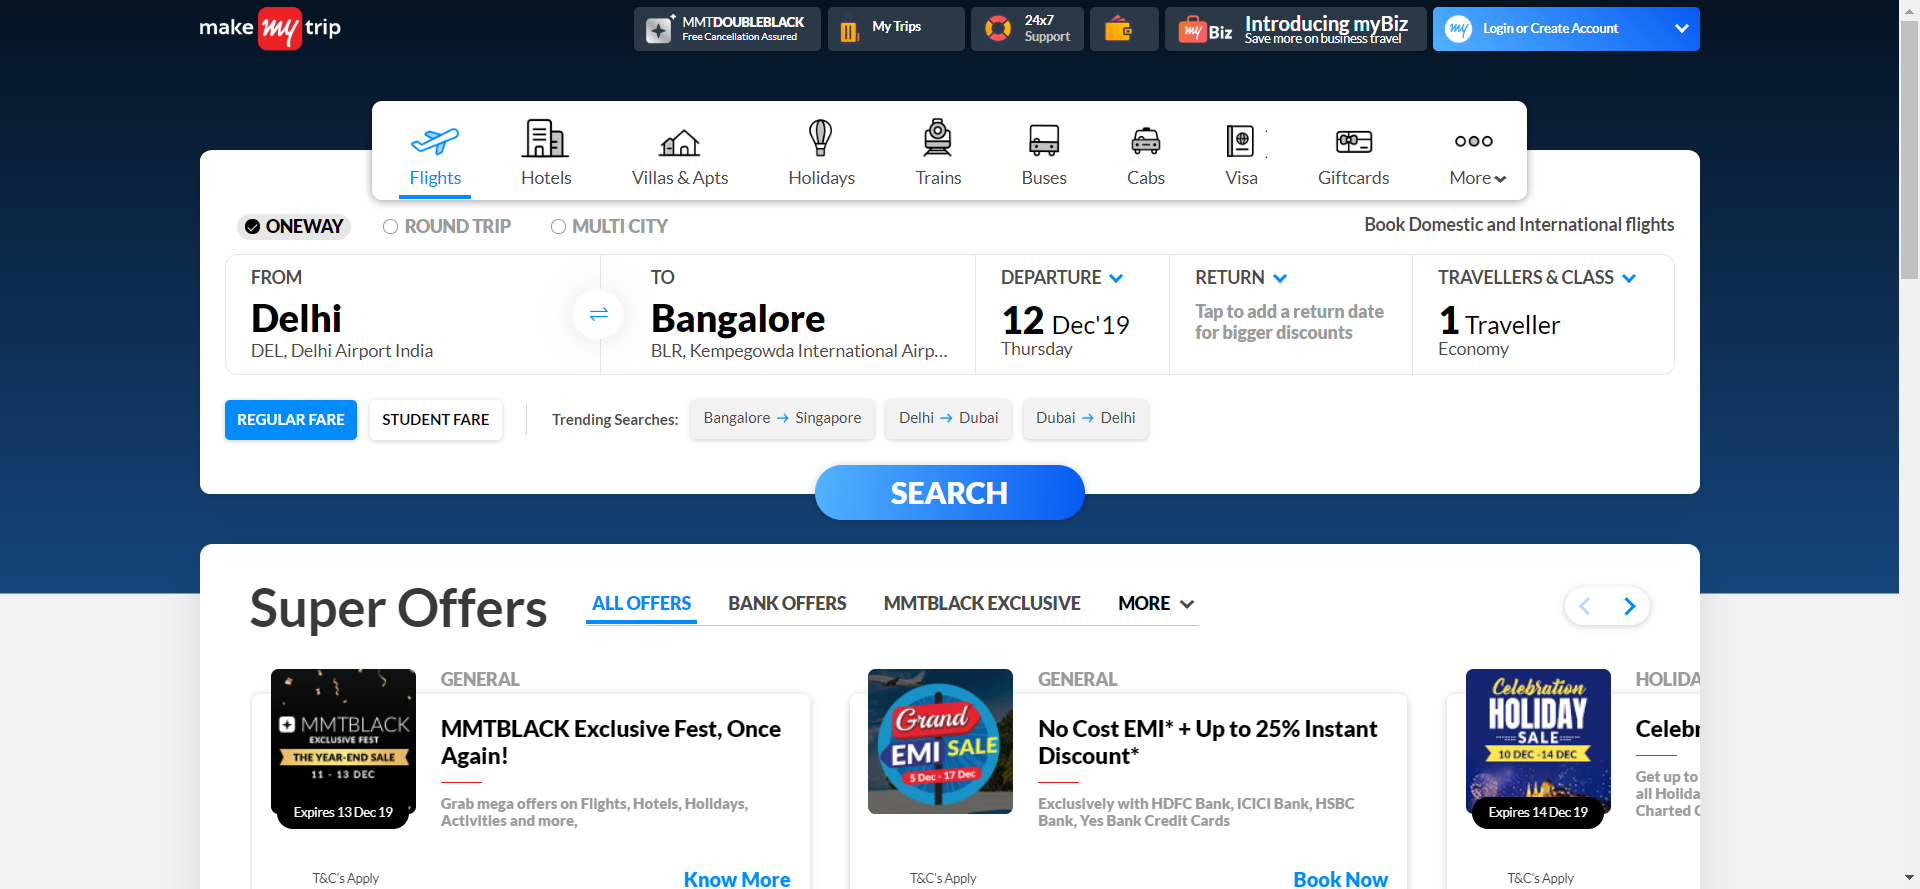 make my trip
MMTDOUBLEBLACK
Free Cancellation Assured
My Trips
24x7
Support
my Biz
Introducing myBiz
Save more on business travel
my
Login or Create Account
Flights
Hotels
Villas & Apts
Holidays
Trains
Buses
Cabs
Visa
Giftcards
More
ONEWAY
ROUND TRIP
MULTI CITY
Book Domestic and International flights
FROM
Delhi
DEL, Delhi Airport India
TO
Bangalore
BLR, Kempegowda International Airp...
DEPARTURE
12 Dec'19
Thursday
RETURN
Tap to add a return date
for bigger discounts
TRAVELLERS & CLASS
1 Traveller
Economy
REGULAR FARE
STUDENT FARE
Trending Searches:
Bangalore → Singapore
Delhi → Dubai
Dubai → Delhi
SEARCH
Super Offers
ALL OFFERS
BANK OFFERS
MMTBLACK EXCLUSIVE
MORE
MMTBLACK
EXCLUSIVE FEST
THE YEAR-END SALE
11 - 13 DEC
Expires 13 Dec 19
GENERAL
MMTBLACK Exclusive Fest, Once
Again!
Grab mega offers on Flights, Hotels, Holidays,
Activities and more,
T&C's Apply
Know More
Grand
EMI SALE
5 Dec - 17 Dec
GENERAL
No Cost EMI* + Up to 25% Instant
Discount*
Exclusively with HDFC Bank, ICICI Bank, HSBC
Bank, Yes Bank Credit Cards
T&C's Apply
Book Now
Celebration
HOLIDAY
SALE
10 DEC -14 DEC
Expires 14 Dec 19
HOLIDA
Celebr
Get up to
all Holida
Charted C
T&C's Apply